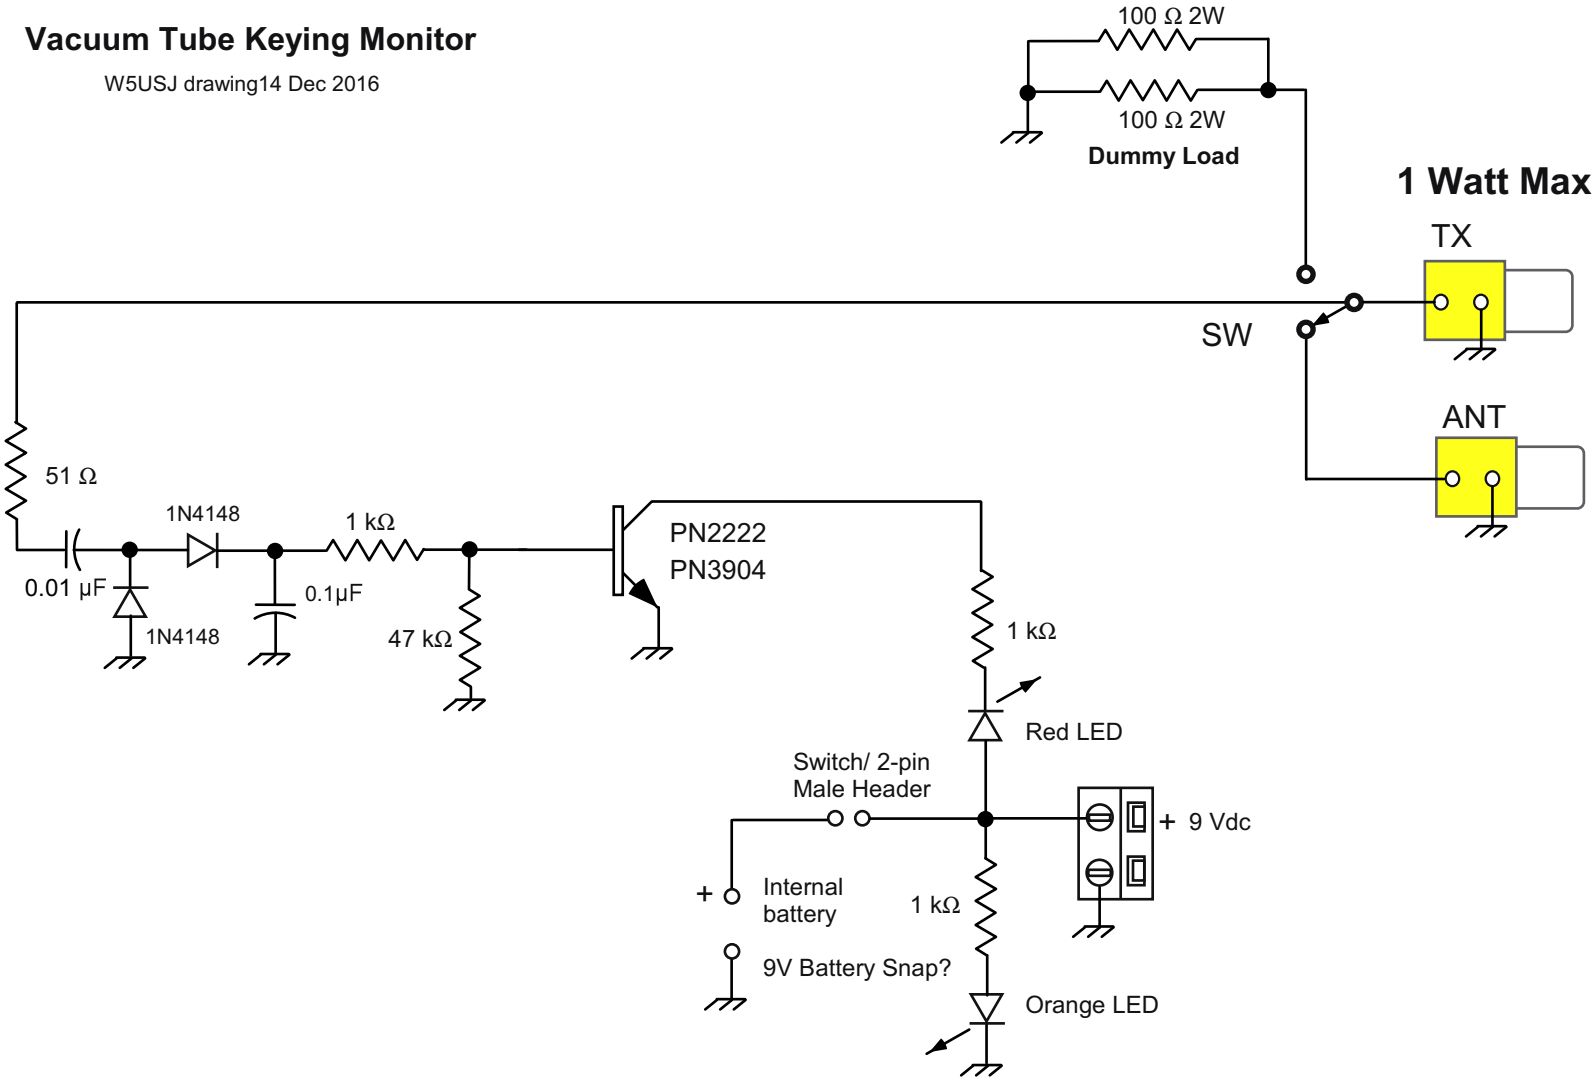 Vacuum Tube Keying Monitor
W5USJ drawing14 Dec 2016
100 Ω 2W
100 Ω 2W
Dummy Load
1 Watt Max
TX
SW
ANT
51 Ω
1N4148
1 kΩ
PN2222
PN3904
0.01 µF
0.1µF
1N4148
47 kΩ
1 kΩ
Red LED
Switch/ 2-pin
Male Header
+ 9 Vdc
+
Internal
battery
1 kΩ
9V Battery Snap?
Orange LED